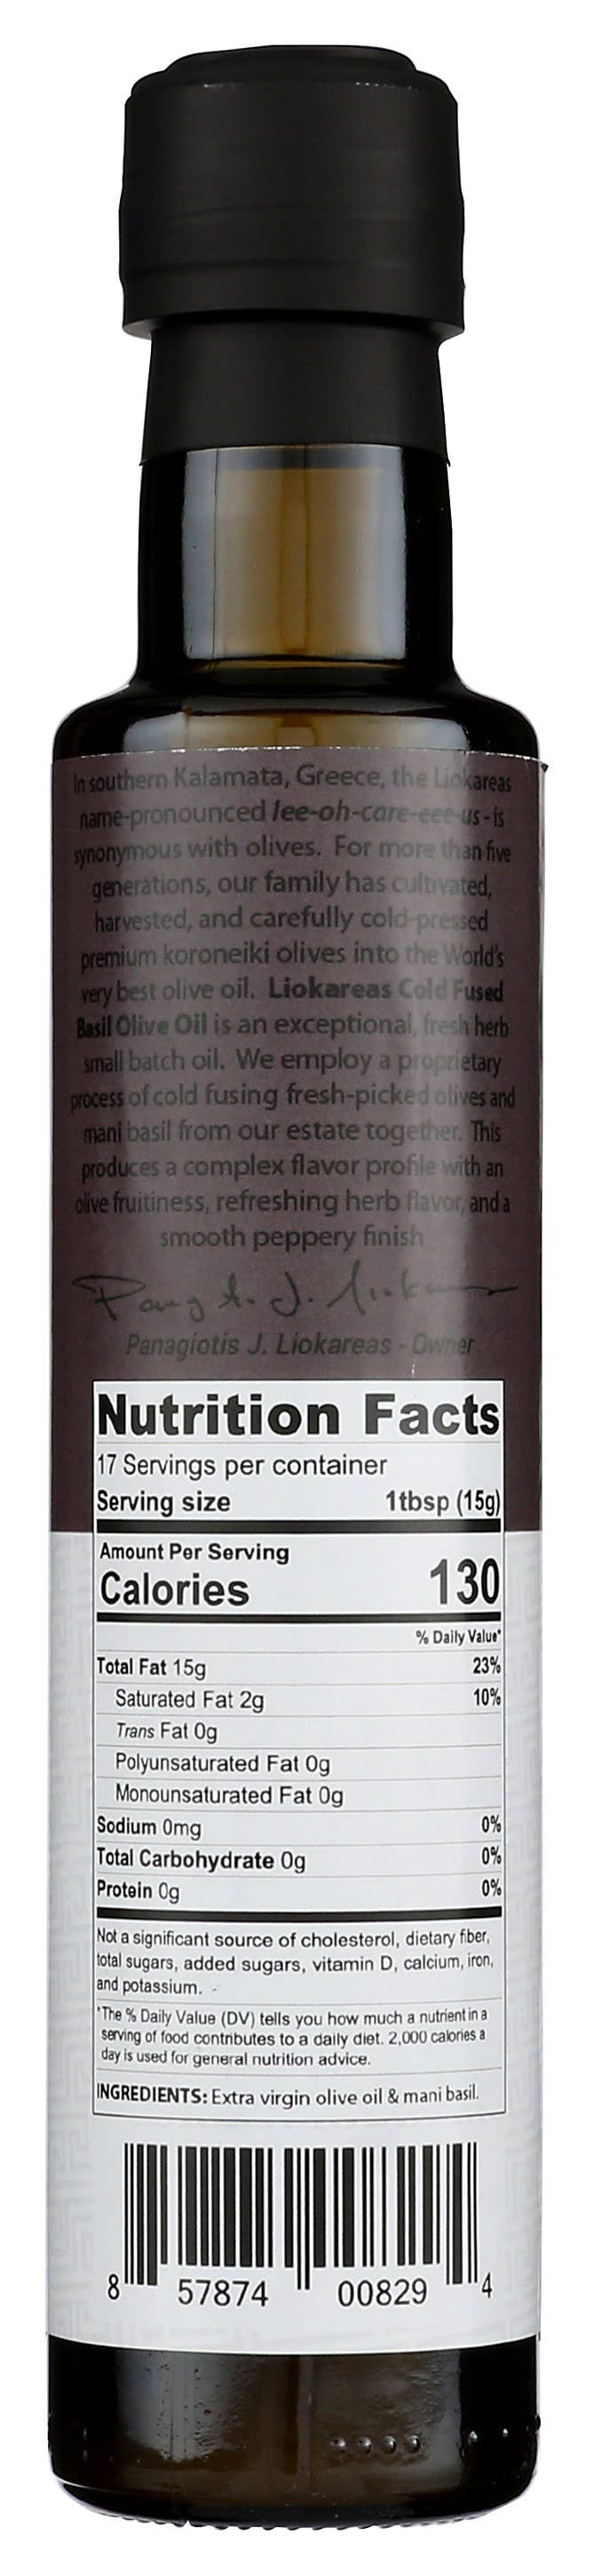 In southern Kalamata, Greece, the Liokareas
name-pronounced lee-oh-care-eee-us - is
synonymous with olives. For more than five
generations, our family has cultivated,
harvested, and carefully cold-pressed
premium koroneiki olives into the World's
very best olive oil. Liokareas Cold Fused
Basil Olive Oil is an exceptional, fresh herb
small batch oil. We employ a proprietary
process of cold fusing fresh-picked olives and
mani basil from our estate together. This
produces a complex flavor profile with an
olive fruitiness, refreshing herb flavor, and a
smooth peppery finish
Panagiotis J. Liokareas - Owner
Nutrition Facts
17 Servings per container
Serving size 1tbsp (15g)
Amount Per Serving
Calories 130
% Daily Value*
Total Fat 15g 23%
Saturated Fat 2g 10%
Trans Fat 0g
Polyunsaturated Fat 0g
Monounsaturated Fat 0g
Sodium 0mg 0%
Total Carbohydrate 0g 0%
Protein 0g 0%
Not a significant source of cholesterol, dietary fiber,
total sugars, added sugars, vitamin D, calcium, iron,
and potassium.
*The % Daily Value (DV) tells you how much a nutrient in a
serving of food contributes to a daily diet. 2,000 calories a
day is used for general nutrition advice.
INGREDIENTS: Extra virgin olive oil & mani basil.
8 57874 00829 4